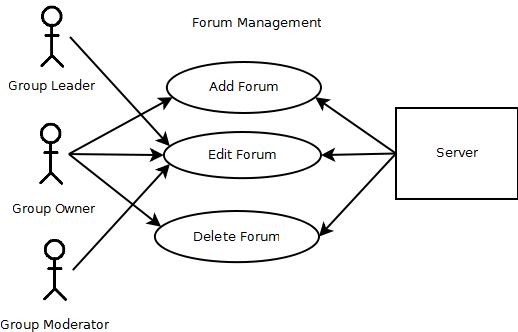 Forum Management
Group Leader
Add Forum
Edit Forum
Server
Group Owner
Delete Forum
Group Moderator